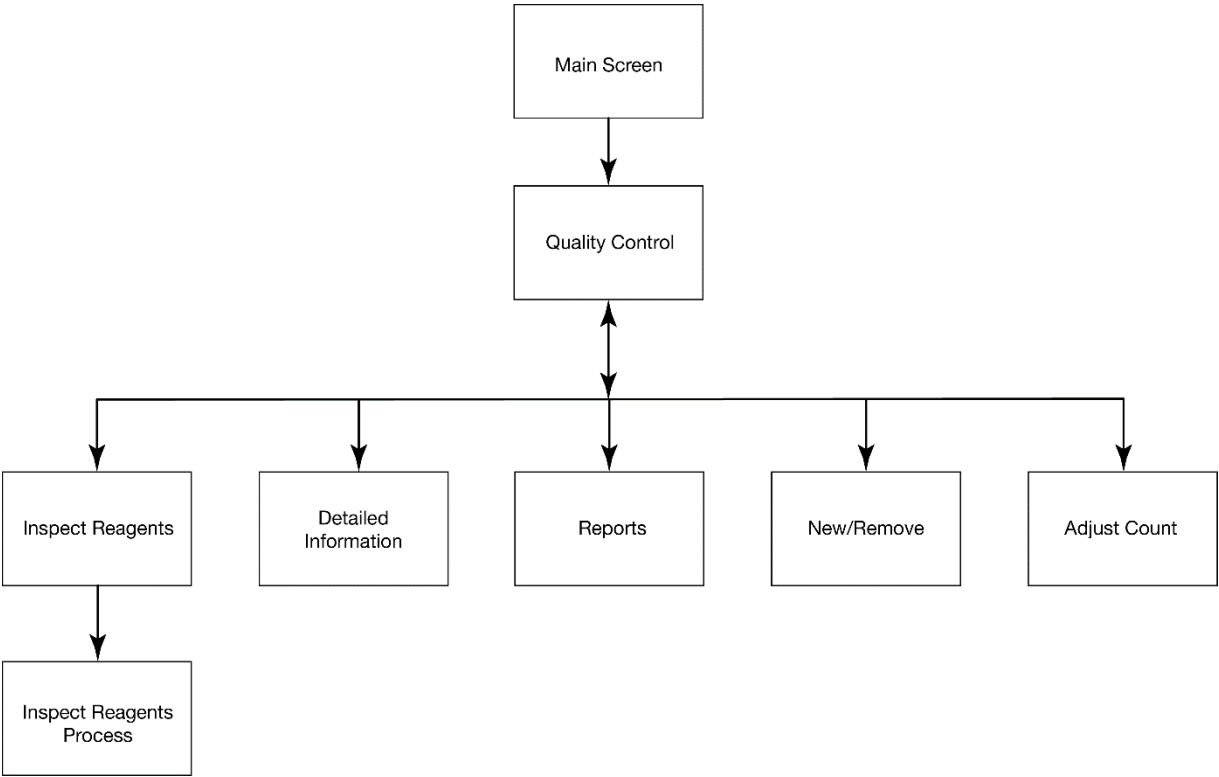 Main Screen
Quality Control
Inspect Reagents
Detailed
Information
Reports
New/Remove
Adjust Count
Inspect Reagents
Process